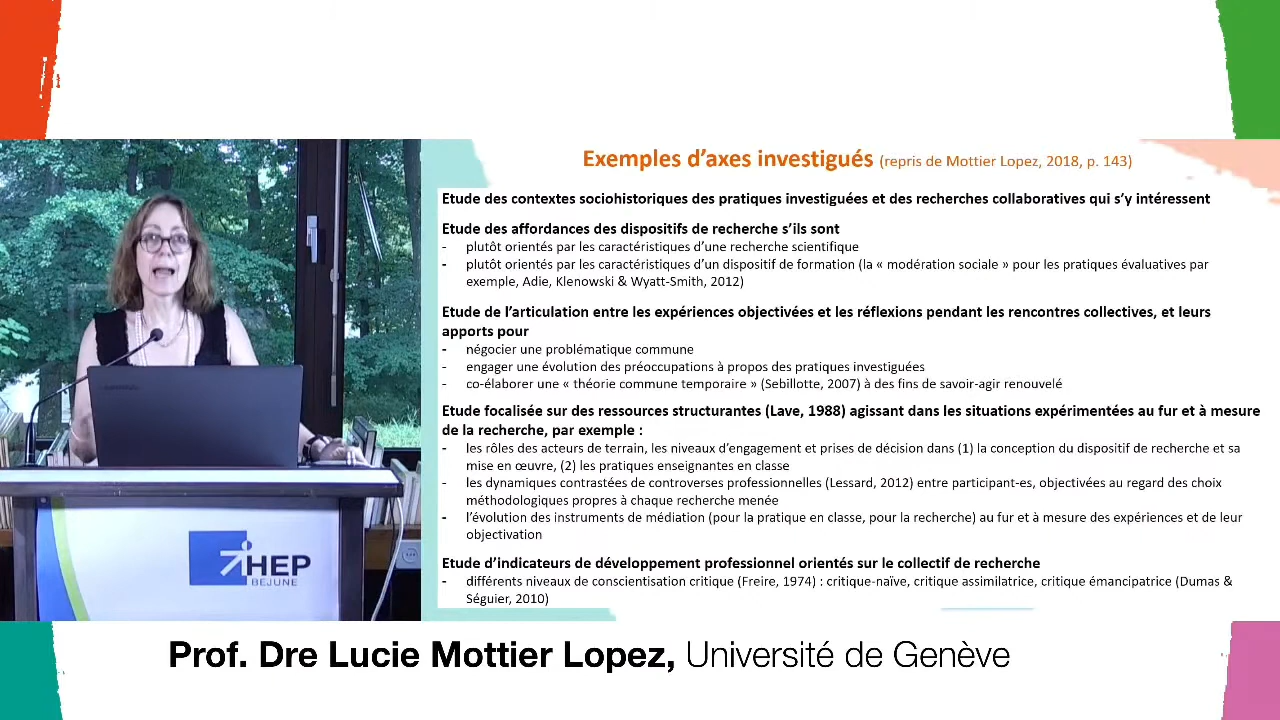 Exemples d’axes investigués (repris de Mottier Lopez, 2018, p. 143)
Etude des contextes sociohistoriques des pratiques investiguées et des recherches collaboratives qui s’y intéressent
Etude des affordances des dispositifs de recherche s’ils sont
- plutôt orientés par les caractéristiques d’une recherche scientifique
- plutôt orientés par les caractéristiques d’un dispositif de formation (la « modération sociale » pour les pratiques évaluatives par
exemple, Adie, Klenowski & Wyatt-Smith, 2012)
Etude de l’articulation entre les expériences objectivées et les réflexions pendant les rencontres collectives, et leurs
apports pour
- négocier une problématique commune
- engager une évolution des préoccupations à propos des pratiques investiguées
- co-élaborer une « théorie commune temporaire » (Sebillotte, 2007) à des fins de savoir-agir renouvelé
Etude focalisée sur des ressources structurantes (Lave, 1988) agissant dans les situations expérimentées au fur et à mesure
de la recherche, par exemple :
- les rôles des acteurs de terrain, les niveaux d’engagement et prises de décision dans (1) la conception du dispositif de recherche et sa
mise en œuvre, (2) les pratiques enseignantes en classe
- les dynamiques contrastées de controverses professionnelles (Lessard, 2012) entre participant-es, objectivées au regard des choix
méthodologiques propres à chaque recherche menée
- l’évolution des instruments de médiation (pour la pratique en classe, pour la recherche) au fur et à mesure des expériences et de leur
objectivation
Etude d’indicateurs de développement professionnel orientés sur le collectif de recherche
- différents niveaux de conscientisation critique (Freire, 1974) : critique-naïve, critique assimilatrice, critique émancipatrice (Dumas &
Séguier, 2010)
HEP
BEJUNE
Prof. Dre Lucie Mottier Lopez, Université de Genève